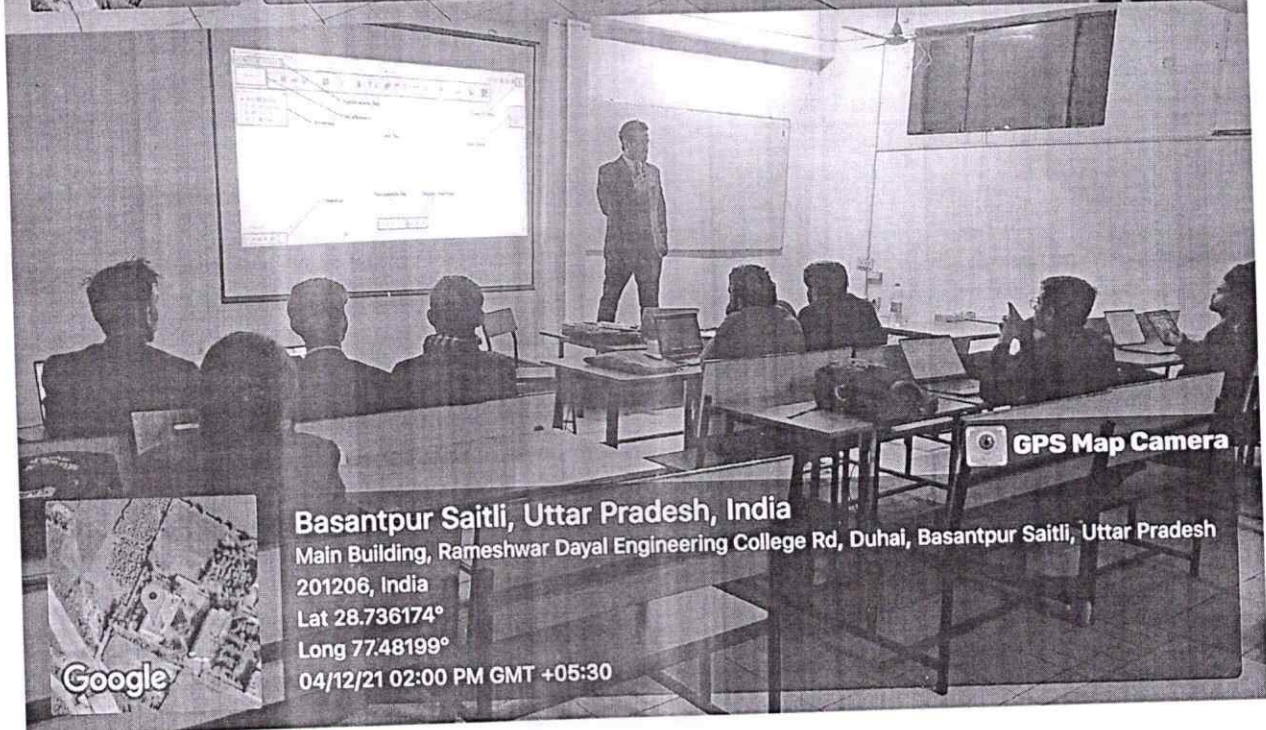 GPS Map Camera
Basantpur Saitli, Uttar Pradesh, India
Main Building, Rameshwar Dayal Engineering College Rd, Duhai, Basantpur Saitli, Uttar Pradesh
201206, India
Lat 28.736174°
Long 77.48199°
04/12/21 02:00 PM GMT +05:30
Google